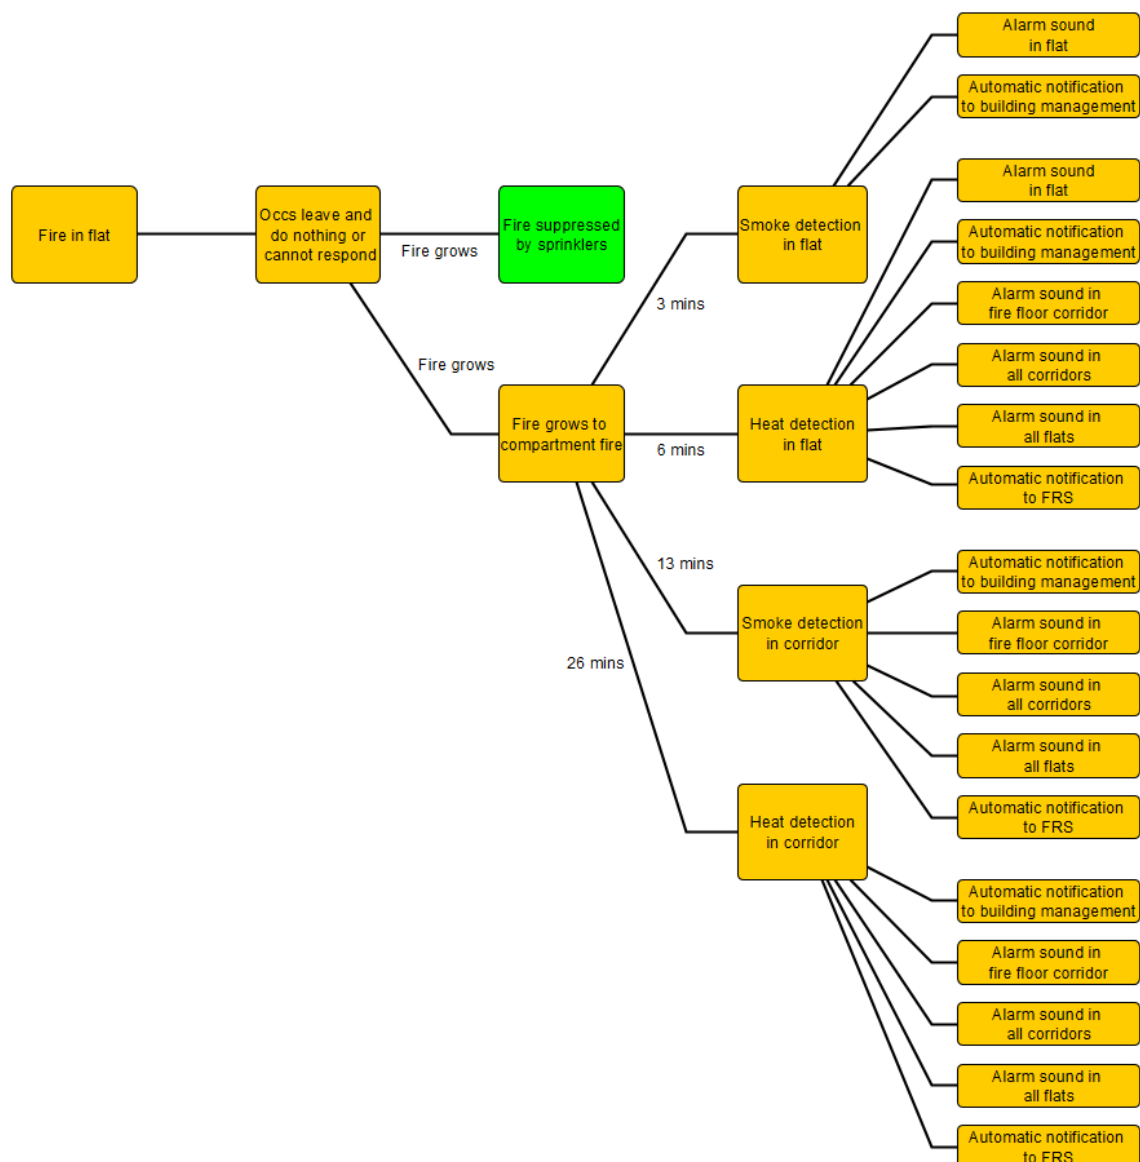 Fire in flat
Occs leave and
do nothing or
cannot respond
Fire grows
Fire suppressed
by sprinklers
Fire grows
Fire grows to
compartment fire
3 mins
Smoke detection
in flat
Alarm sound
in flat
Automatic notification
to building management
6 mins
Heat detection
in flat
Alarm sound
in flat
Automatic notification
to building management
Alarm sound in
fire floor corridor
Alarm sound in
all corridors
Alarm sound in
all flats
Automatic notification
to FRS
13 mins
Smoke detection
in corridor
Automatic notification
to building management
Alarm sound in
fire floor corridor
Alarm sound in
all corridors
Alarm sound in
all flats
Automatic notification
to FRS
26 mins
Heat detection
in corridor
Automatic notification
to building management
Alarm sound in
fire floor corridor
Alarm sound in
all corridors
Alarm sound in
all flats
Automatic notification
to FRS